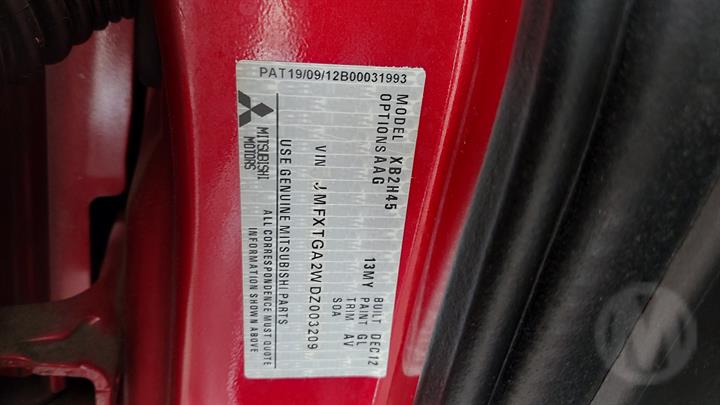 PAT19/09/12B00031993
MODEL XB2H45
OPTIONS AAG
13MY
BUILT DEC12
PAINT GL
TRIM AV
SOA
VIN JMFXTGA2WDZ003209
USE GENUINE MITSUBISHI PARTS
MITSUBISHI
MOTORS
ALL CORRESPONDENCE MUST QUOTE
INFORMATION SHOWN ABOVE
M